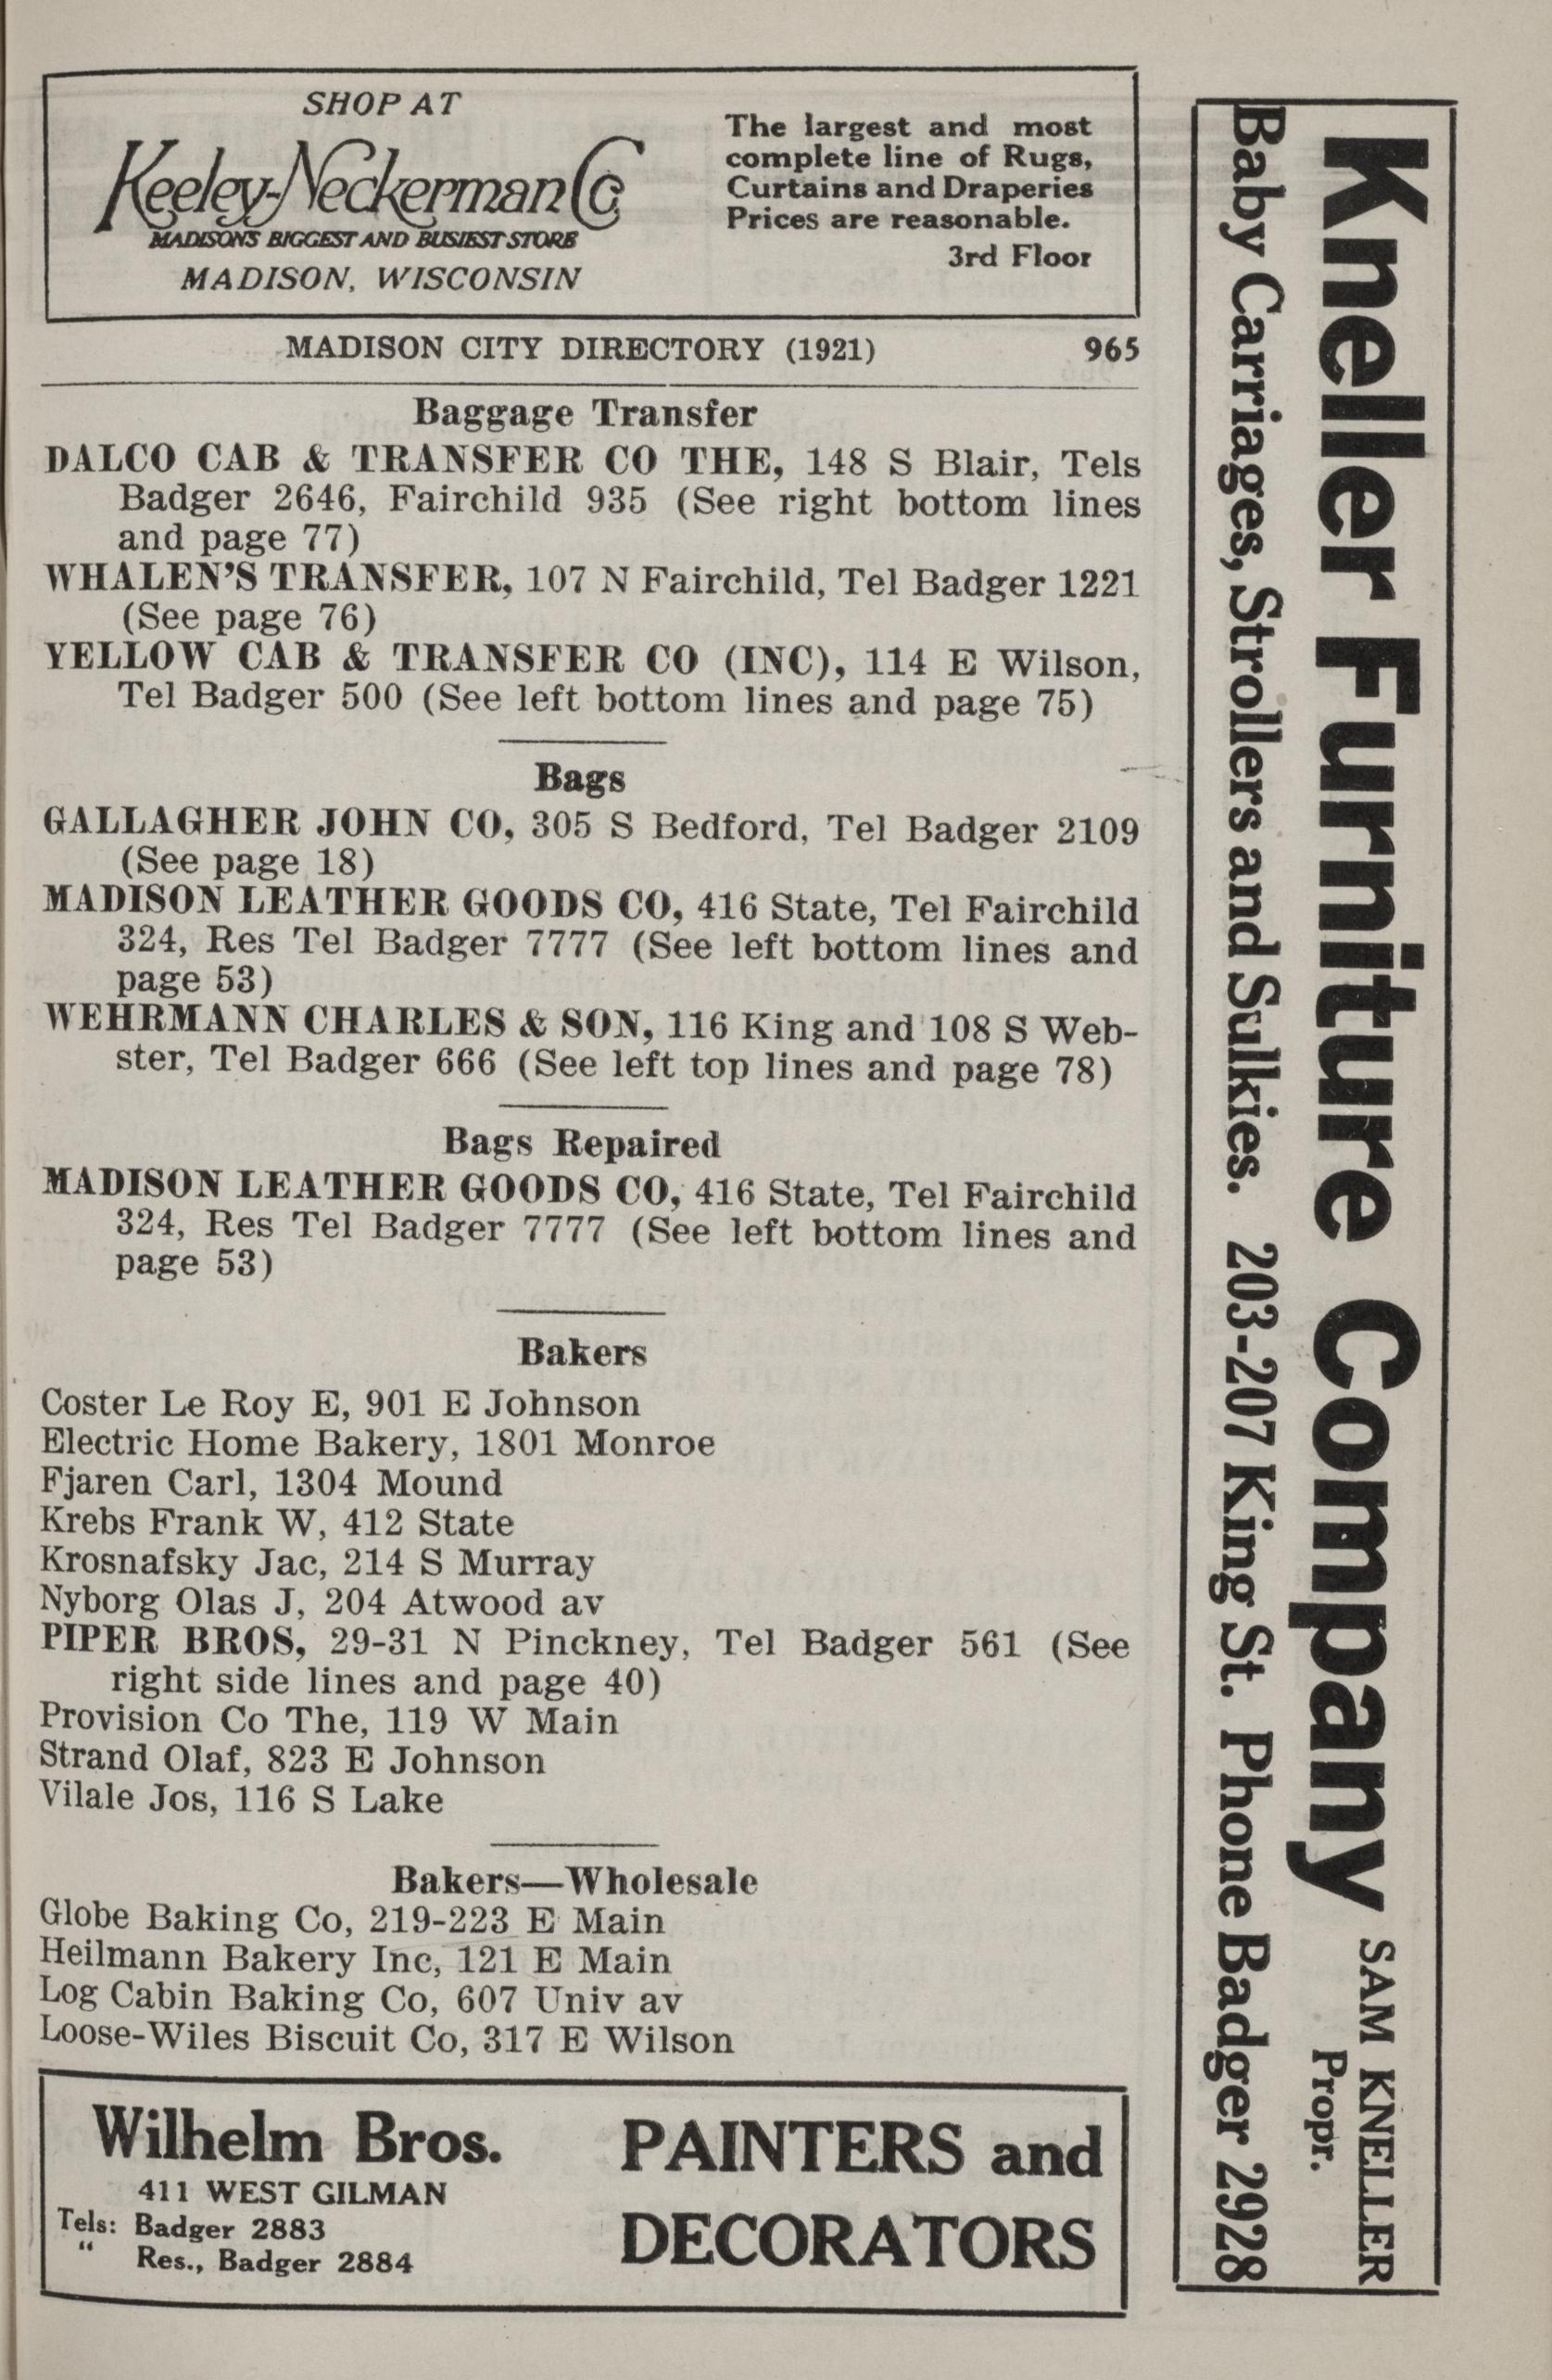 SHOP AT
Keeley-Neckerman Co
MADISON'S BIGGEST AND BUSIEST STORE
MADISON, WISCONSIN
The largest and most
complete line of Rugs,
Curtains and Draperies
Prices are reasonable.
3rd Floor
MADISON CITY DIRECTORY (1921) 965
Baggage Transfer
DALCO CAB & TRANSFER CO THE, 148 S Blair, Tels
Badger 2646, Fairchild 935 (See right bottom lines
and page 77)
WHALEN'S TRANSFER, 107 N Fairchild, Tel Badger 1221
(See page 76)
YELLOW CAB & TRANSFER CO (INC), 114 E Wilson,
Tel Badger 500 (See left bottom lines and page 75)
Bags
GALLAGHER JOHN CO, 305 S Bedford, Tel Badger 2109
(See page 18)
MADISON LEATHER GOODS CO, 416 State, Tel Fairchild
324, Res Tel Badger 7777 (See left bottom lines and
page 53)
WEHRMANN CHARLES & SON, 116 King and 108 S Web-
ster, Tel Badger 666 (See left top lines and page 78)
Bags Repaired
MADISON LEATHER GOODS CO, 416 State, Tel Fairchild
324, Res Tel Badger 7777 (See left bottom lines and
page 53)
Bakers
Coster Le Roy E, 901 E Johnson
Electric Home Bakery, 1801 Monroe
Fjaren Carl, 1304 Mound
Krebs Frank W, 412 State
Krosnafsky Jac, 214 S Murray
Nyborg Olas J, 204 Atwood av
PIPER BROS, 29-31 N Pinckney, Tel Badger 561 (See
right side lines and page 40)
Provision Co The, 119 W Main
Strand Olaf, 823 E Johnson
Vilale Jos, 116 S Lake
Bakers—Wholesale
Globe Baking Co, 219-223 E Main
Heilmann Bakery Inc, 121 E Main
Log Cabin Baking Co, 607 Univ av
Loose-Wiles Biscuit Co, 317 E Wilson
Wilhelm Bros.
411 WEST GILMAN
Tels: Badger 2883
" Res., Badger 2884
PAINTERS and
DECORATORS
Kneller Furniture Company
SAM KNELLER
Propr.
Baby Carriages, Strollers and Sulkies. 203-207 King St. Phone Badger 2928